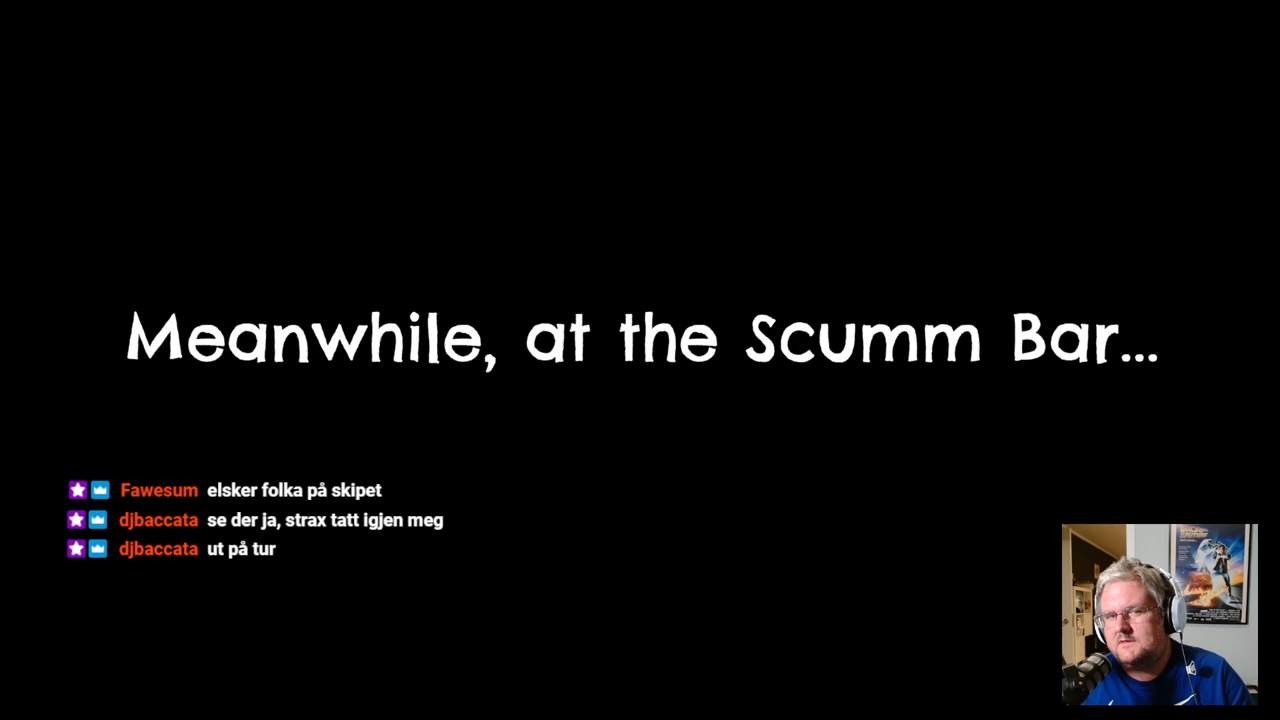 Meanwhile, at the Scumm Bar...
Fawesum elsker folka på skipet
djbaccata se der ja, strax tatt igjen meg
djbaccata ut på tur